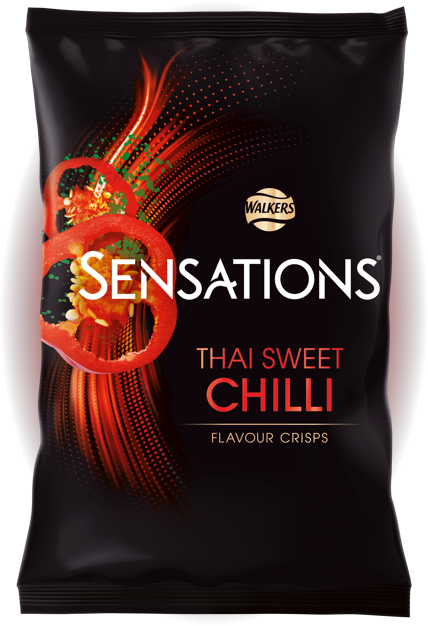 WALKERS
SENSATIONS®
THAI SWEET
CHILLI
FLAVOUR CRISPS